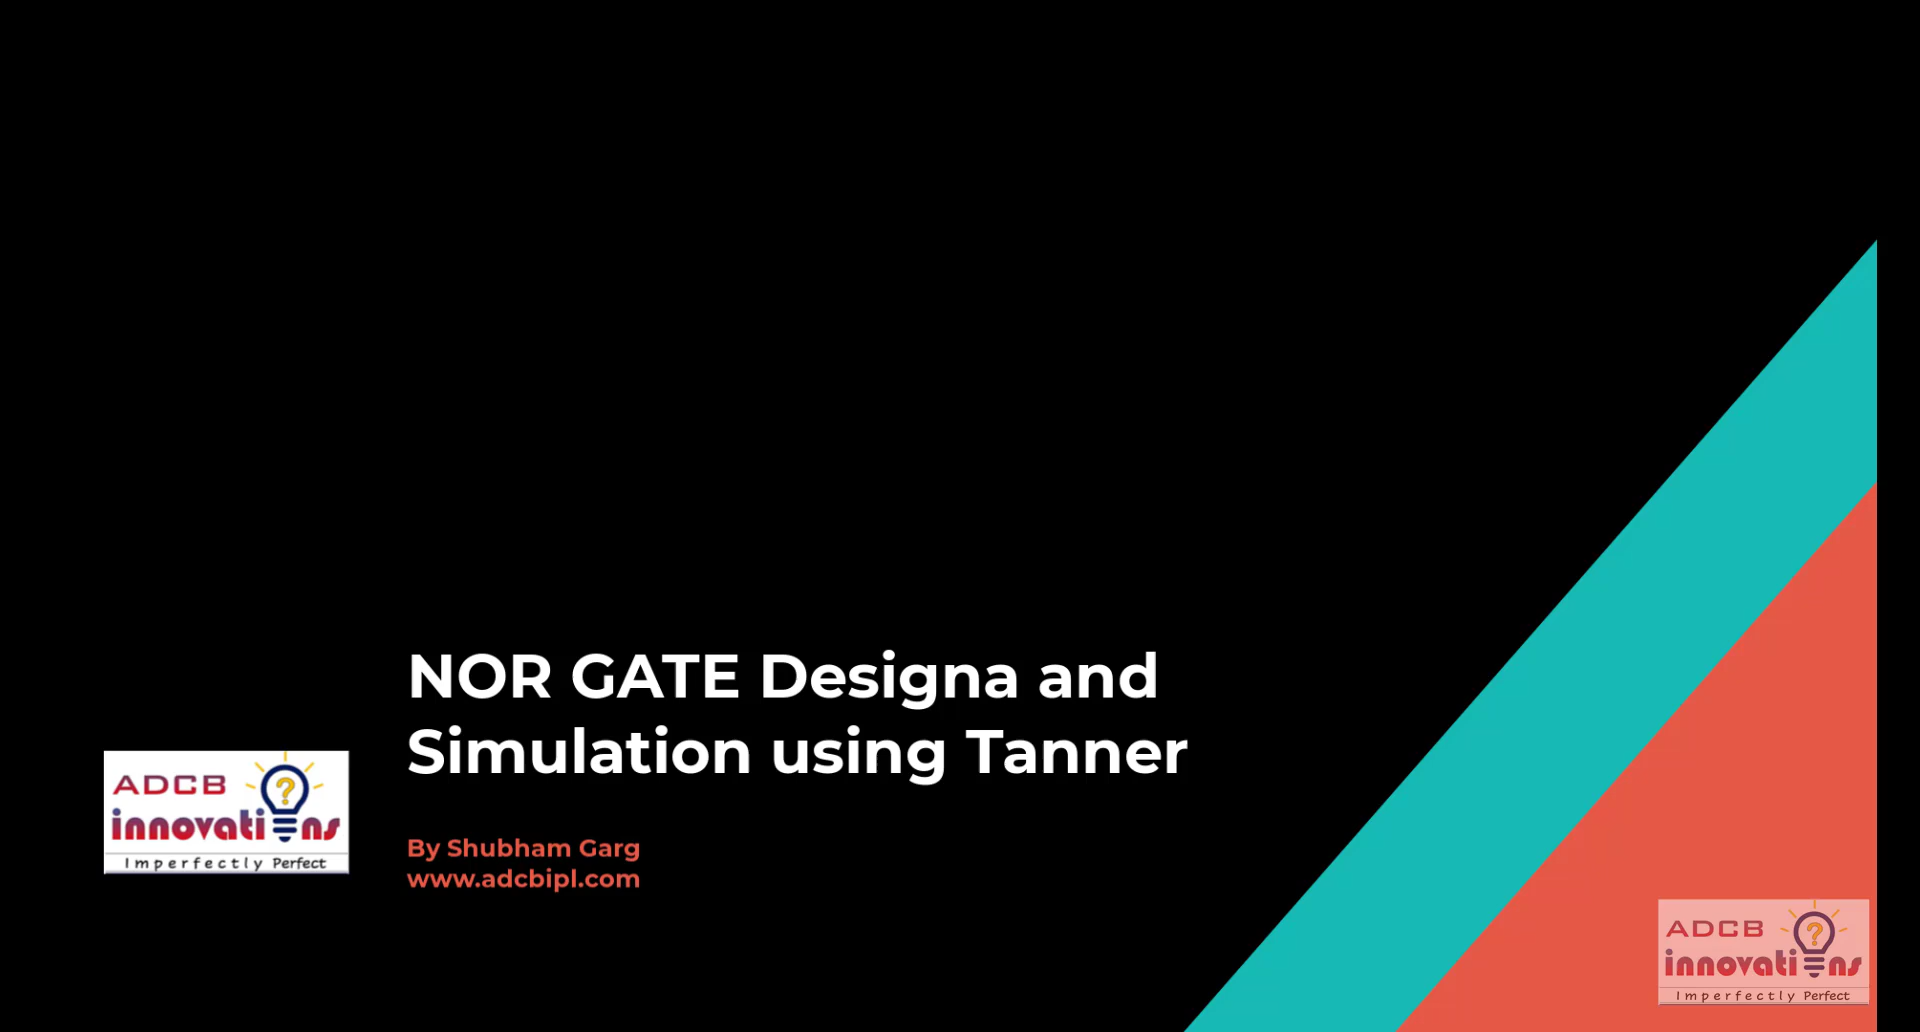 NOR GATE Designa and
Simulation using Tanner
ADCB
innovations
Imperfectly Perfect
By Shubham Garg
www.adcbipl.com
ADCB
innovations
Imperfectly Perfect